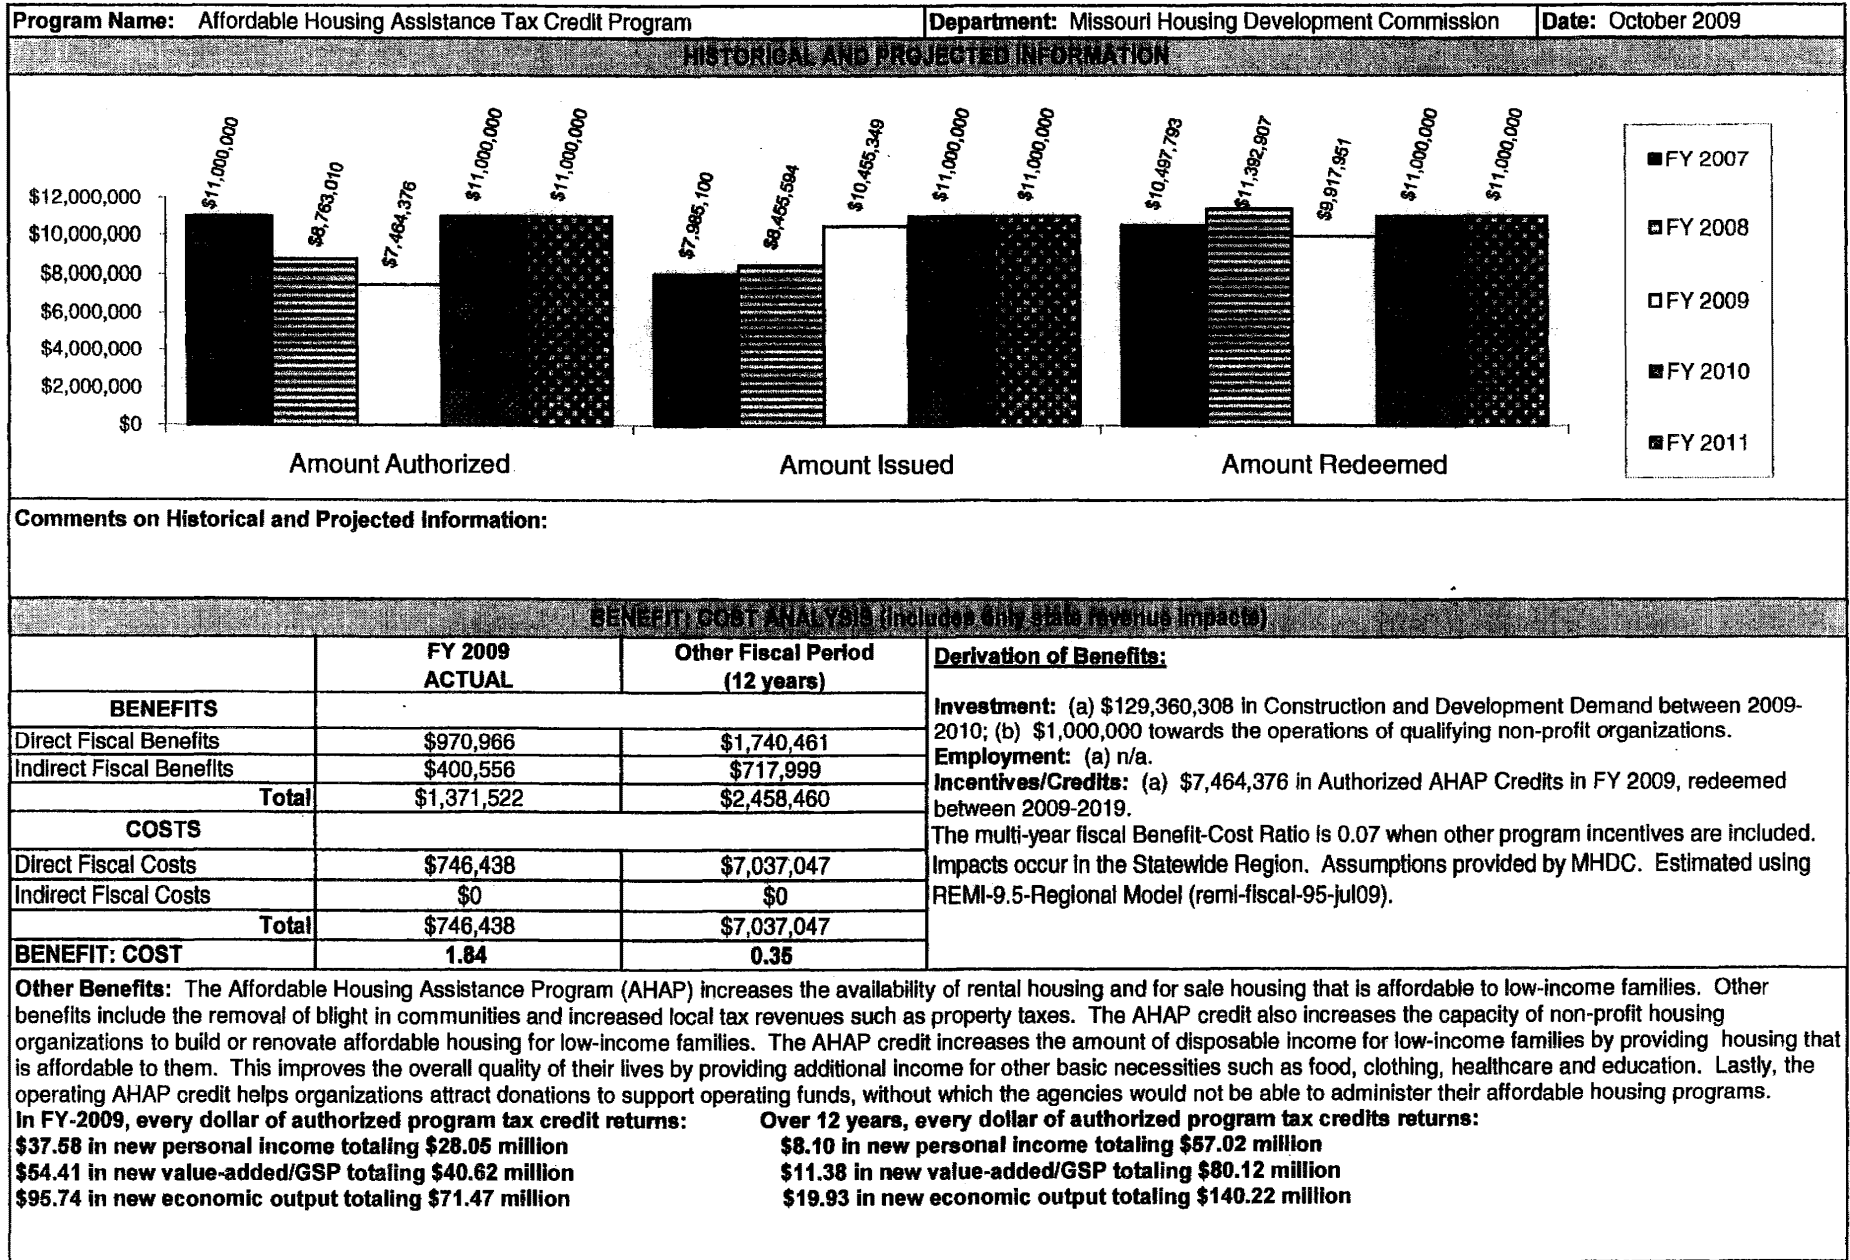 Program Name: Affordable Housing Assistance Tax Credit Program Department: Missouri Housing Development Commission Date: October 2009
HISTORICAL AND PROJECTED INFORMATION
$11,000,000 $8,763,010 $7,464,376 $11,000,000 $11,000,000 $7,985,100 $8,455,594 $10,455,349 $11,000,000 $11,000,000 $10,497,793 $11,392,907 $9,917,951 $11,000,000 $11,000,000
$12,000,000
$10,000,000
$8,000,000
$6,000,000
$4,000,000
$2,000,000
$0
Amount Authorized Amount Issued Amount Redeemed
FY 2007
FY 2008
FY 2009
FY 2010
FY 2011
Comments on Historical and Projected Information:
BENEFIT: COST ANALYSIS (includes only state revenue impacts)
FY 2009 Other Fiscal Period
ACTUAL (12 years)
BENEFITS
Direct Fiscal Benefits $970,966 $1,740,461
Indirect Fiscal Benefits $400,556 $717,999
Total $1,371,522 $2,458,460
COSTS
Direct Fiscal Costs $746,438 $7,037,047
Indirect Fiscal Costs $0 $0
Total $746,438 $7,037,047
BENEFIT: COST 1.84 0.35
Derivation of Benefits:
Investment: (a) $129,360,308 in Construction and Development Demand between 2009-
2010; (b) $1,000,000 towards the operations of qualifying non-profit organizations.
Employment: (a) n/a.
Incentives/Credits: (a) $7,464,376 in Authorized AHAP Credits in FY 2009, redeemed
between 2009-2019.
The multi-year fiscal Benefit-Cost Ratio is 0.07 when other program incentives are included.
Impacts occur in the Statewide Region. Assumptions provided by MHDC. Estimated using
REMI-9.5-Regional Model (remi-fiscal-95-jul09).
Other Benefits: The Affordable Housing Assistance Program (AHAP) increases the availability of rental housing and for sale housing that is affordable to low-income families. Other
benefits include the removal of blight in communities and increased local tax revenues such as property taxes. The AHAP credit also increases the capacity of non-profit housing
organizations to build or renovate affordable housing for low-income families. The AHAP credit increases the amount of disposable income for low-income families by providing housing that
is affordable to them. This improves the overall quality of their lives by providing additional income for other basic necessities such as food, clothing, healthcare and education. Lastly, the
operating AHAP credit helps organizations attract donations to support operating funds, without which the agencies would not be able to administer their affordable housing programs.
In FY-2009, every dollar of authorized program tax credit returns: Over 12 years, every dollar of authorized program tax credits returns:
$37.58 in new personal income totaling $28.05 million $8.10 in new personal income totaling $57.02 million
$54.41 in new value-added/GSP totaling $40.62 million $11.38 in new value-added/GSP totaling $80.12 million
$95.74 in new economic output totaling $71.47 million $19.93 in new economic output totaling $140.22 million